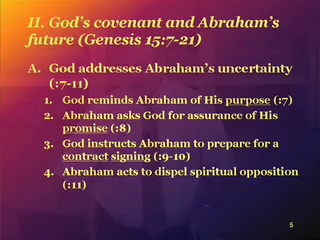 II. God's covenant and Abraham's
future (Genesis 15:7-21)
A. God addresses Abraham's uncertainty
(:7-11)
1. God reminds Abraham of His purpose (:7)
2. Abraham asks God for assurance of His
promise (:8)
3. God instructs Abraham to prepare for a
contract signing (:9-10)
4. Abraham acts to dispel spiritual opposition
(:11)
5